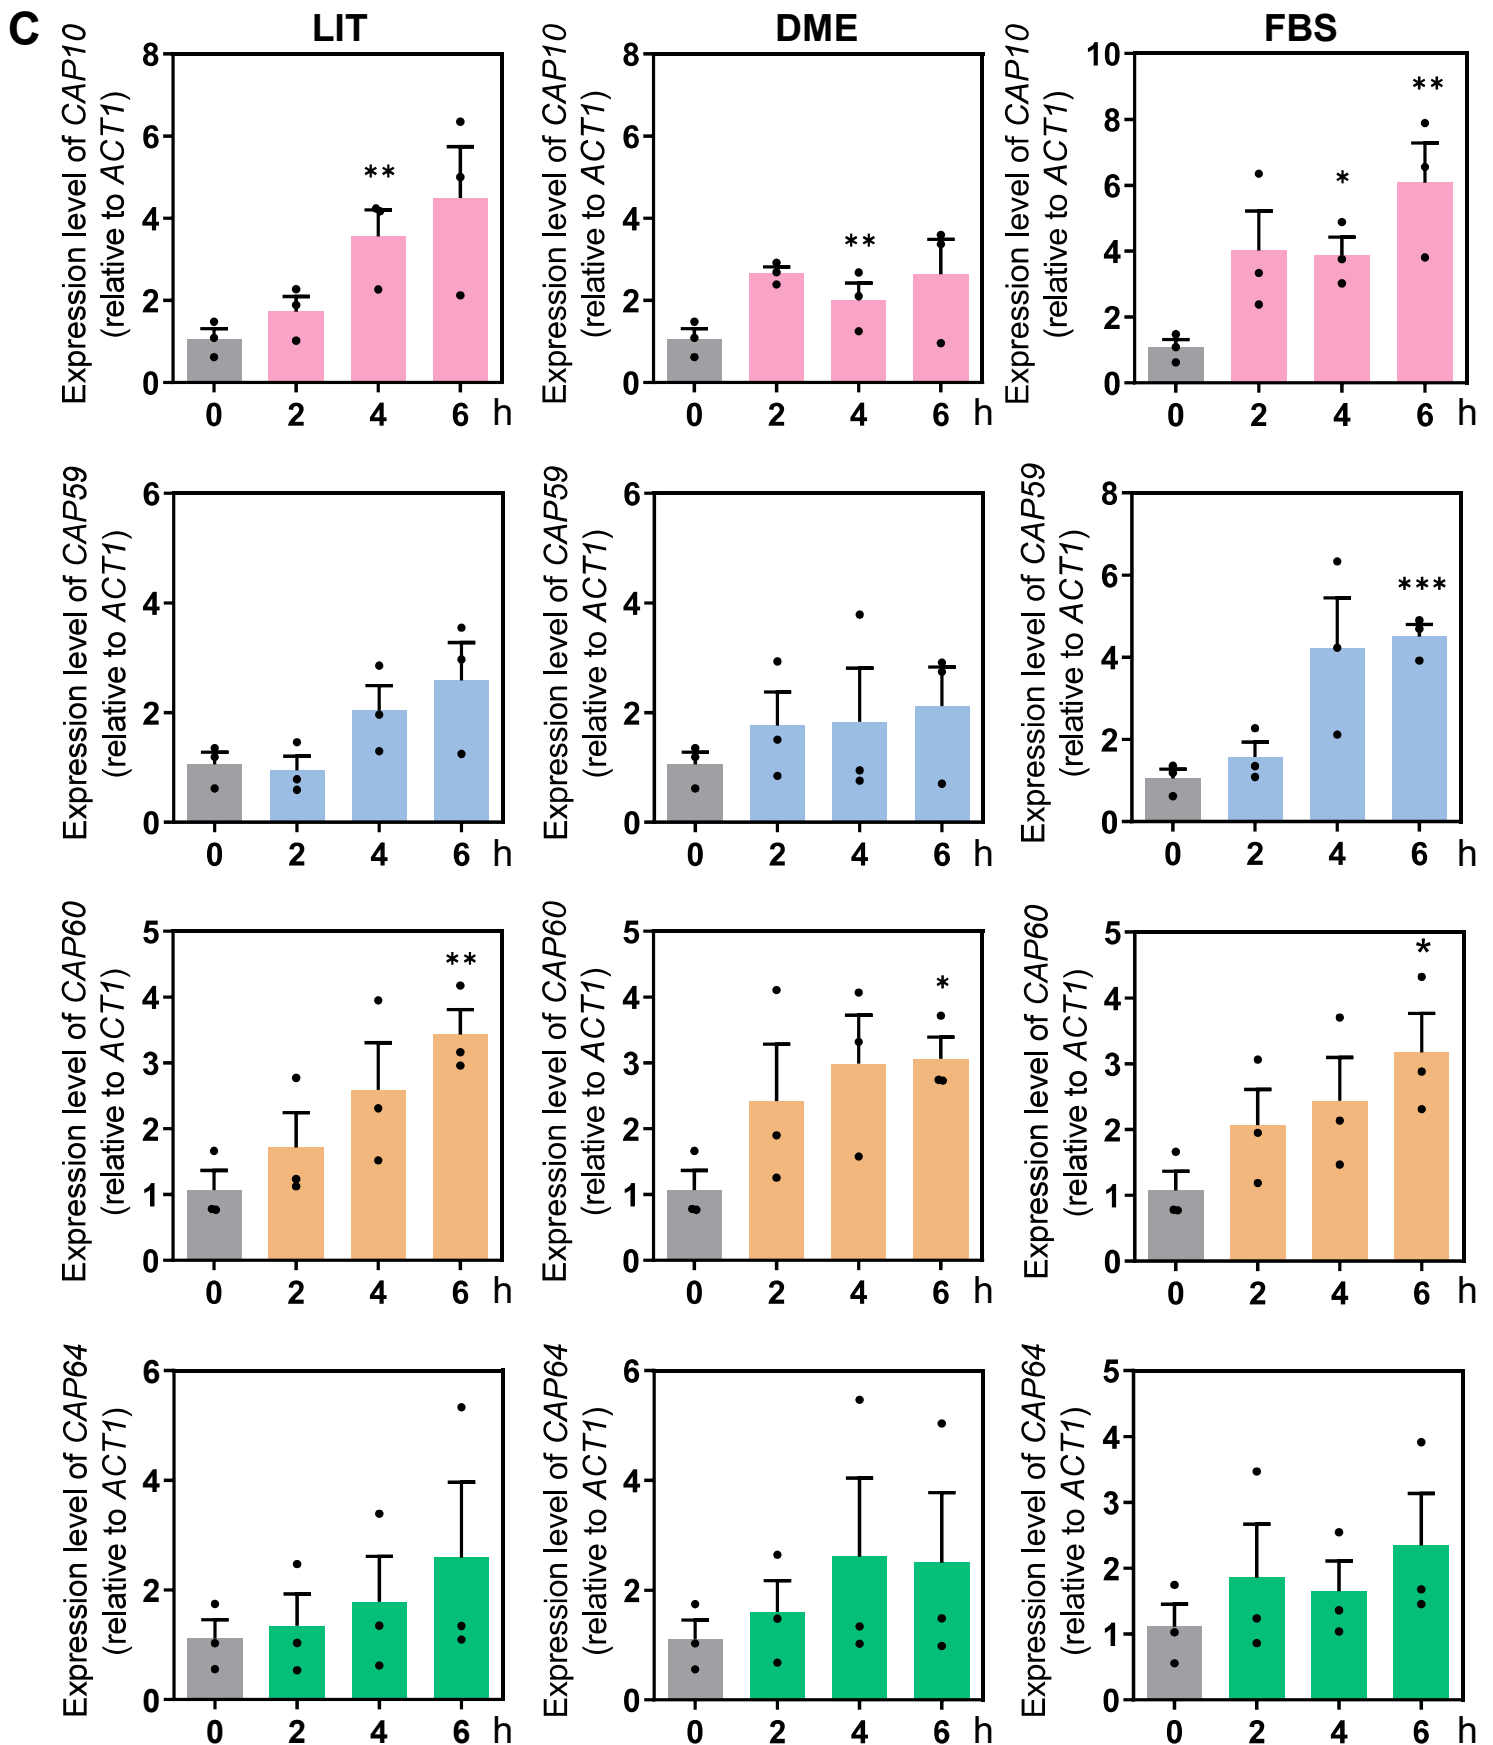 C
LIT
DME
FBS
Expression level of CAP10
(relative to ACT1)
8
6
4
2
0
**
0 2 4 6 h
Expression level of CAP10
(relative to ACT1)
8
6
4
2
0
**
0 2 4 6 h
Expression level of CAP10
(relative to ACT1)
10
8
6
4
2
0
*
**
0 2 4 6 h
Expression level of CAP59
(relative to ACT1)
6
4
2
0
0 2 4 6 h
Expression level of CAP59
(relative to ACT1)
6
4
2
0
0 2 4 6 h
Expression level of CAP59
(relative to ACT1)
8
6
4
2
0
***
0 2 4 6 h
Expression level of CAP60
(relative to ACT1)
5
4
3
2
1
0
**
0 2 4 6 h
Expression level of CAP60
(relative to ACT1)
5
4
3
2
1
0
*
0 2 4 6 h
Expression level of CAP60
(relative to ACT1)
5
4
3
2
1
0
*
0 2 4 6 h
Expression level of CAP64
(relative to ACT1)
6
4
2
0
0 2 4 6 h
Expression level of CAP64
(relative to ACT1)
6
4
2
0
0 2 4 6 h
Expression level of CAP64
(relative to ACT1)
5
4
3
2
1
0
0 2 4 6 h